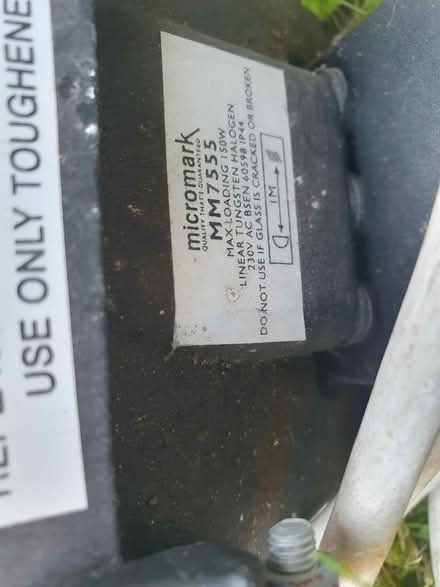 USE ONLY TOUGHENE
micromark
QUALITY THAT'S GUARANTEED
MM7555
MAX-LOADING 150W
LINEAR TUNGSTEN HALOGEN
230V AC BSEN 60598 IP44
DO NOT USE IF GLASS IS CRACKED OR BROKEN
1M